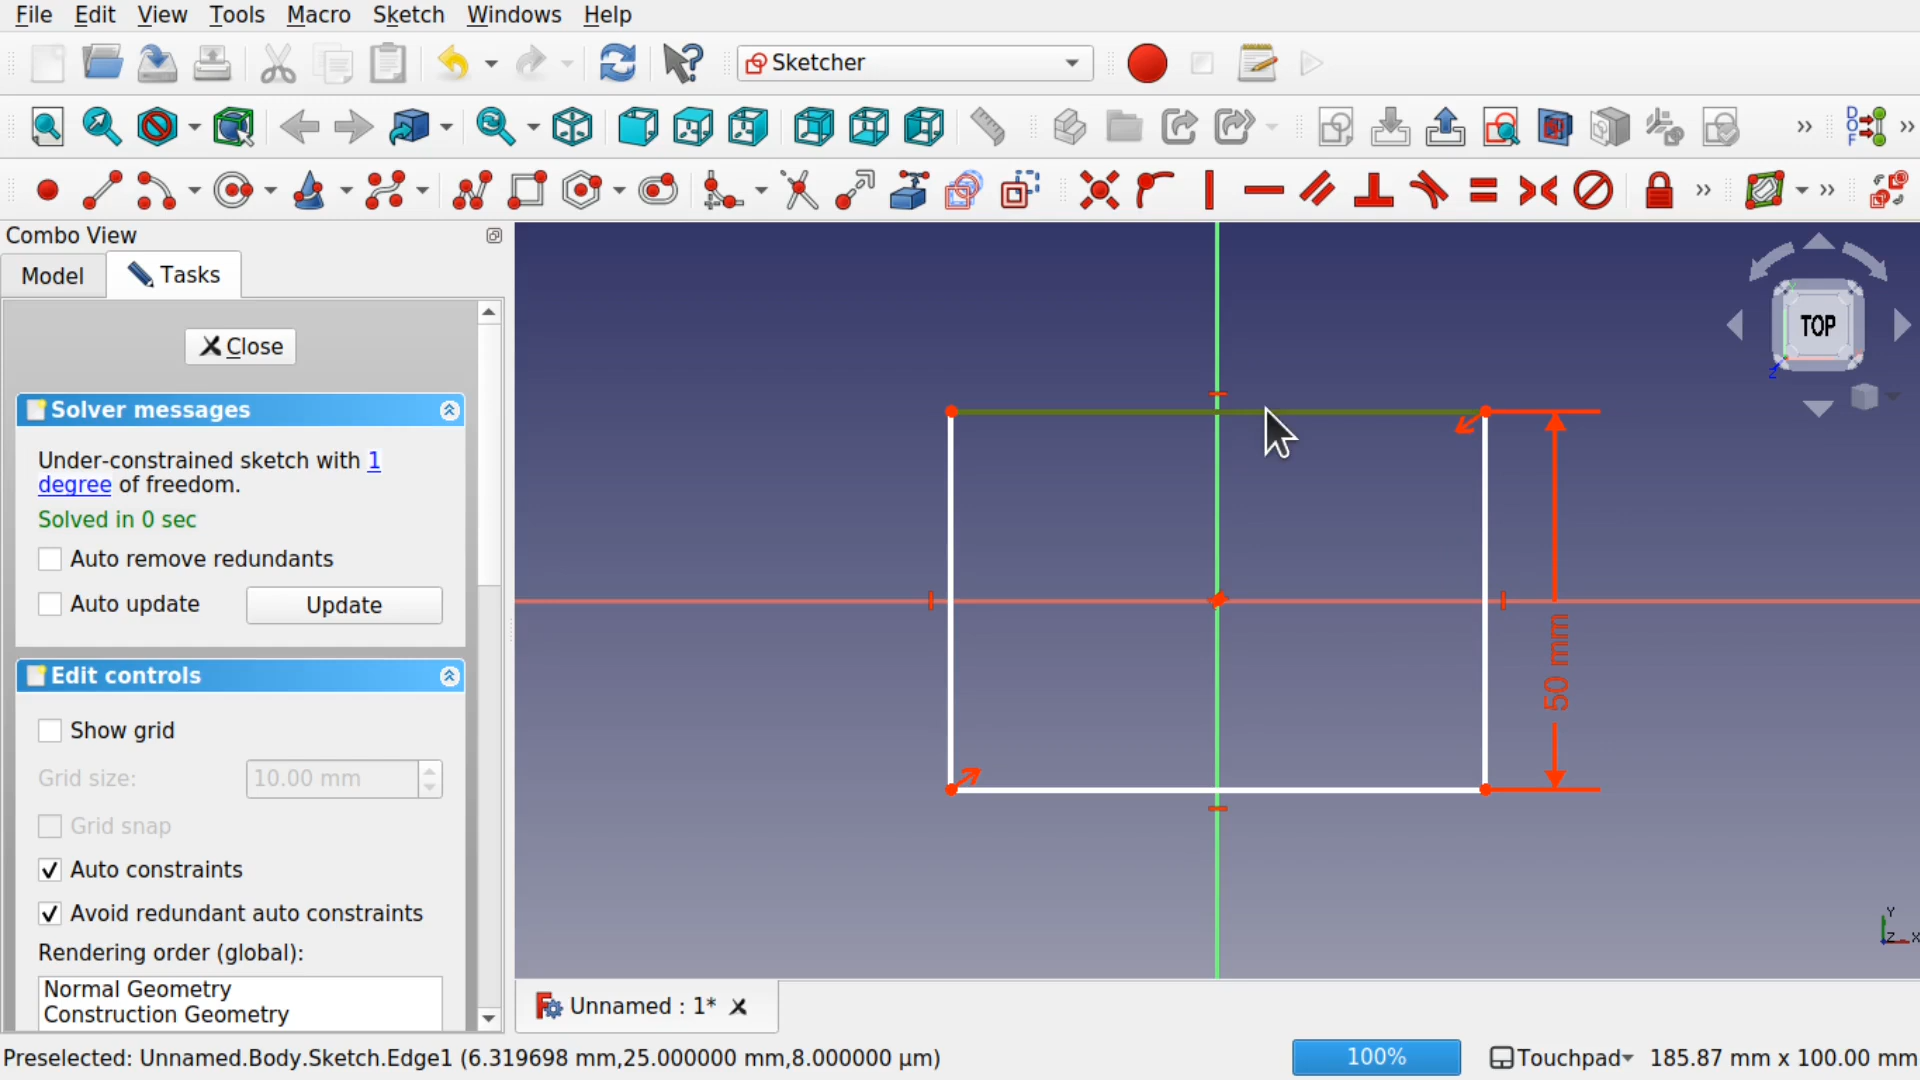 File Edit View Tools Macro Sketch Windows Help
Sketcher
D
O
F
Combo View
Model Tasks
Close
Solver messages
Under-constrained sketch with 1
degree of freedom.
Solved in 0 sec
Auto remove redundants
Auto update Update
Edit controls
Show grid
Grid size: 10.00 mm
Grid snap
Auto constraints
Avoid redundant auto constraints
Rendering order (global):
Normal Geometry
Construction Geometry
TOP
Z
50 mm
Y
Z X
Unnamed : 1*
Preselected: Unnamed.Body.Sketch.Edge1 (6.319698 mm,25.000000 mm,8.000000 µm)
100%
Touchpad
185.87 mm x 100.00 mm